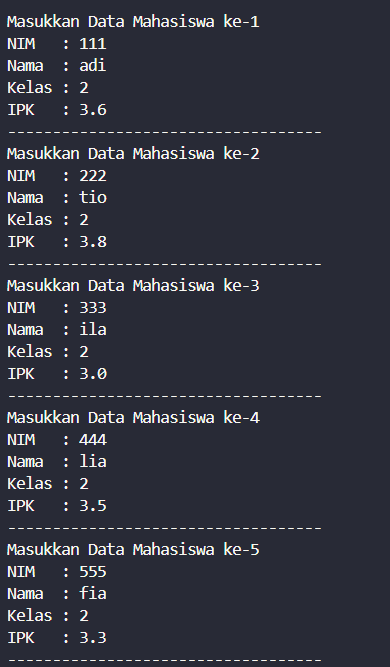 Masukkan Data Mahasiswa ke-1
NIM   : 111
Nama  : adi
Kelas : 2
IPK   : 3.6
-----------------------------------
Masukkan Data Mahasiswa ke-2
NIM   : 222
Nama  : tio
Kelas : 2
IPK   : 3.8
-----------------------------------
Masukkan Data Mahasiswa ke-3
NIM   : 333
Nama  : ila
Kelas : 2
IPK   : 3.0
-----------------------------------
Masukkan Data Mahasiswa ke-4
NIM   : 444
Nama  : lia
Kelas : 2
IPK   : 3.5
-----------------------------------
Masukkan Data Mahasiswa ke-5
NIM   : 555
Nama  : fia
Kelas : 2
IPK   : 3.3
-----------------------------------